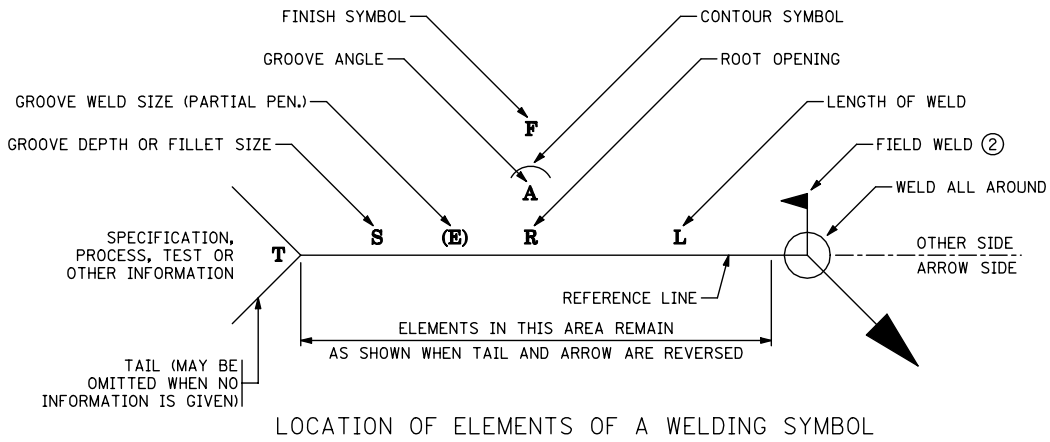 FINISH SYMBOL
CONTOUR SYMBOL
GROOVE ANGLE
ROOT OPENING
GROOVE WELD SIZE (PARTIAL PEN.)
LENGTH OF WELD
F
GROOVE DEPTH OR FILLET SIZE
FIELD WELD 2
A
WELD ALL AROUND
S
(E)
R
L
SPECIFICATION,
PROCESS, TEST OR
OTHER INFORMATION
T
OTHER SIDE
ARROW SIDE
REFERENCE LINE
ELEMENTS IN THIS AREA REMAIN
AS SHOWN WHEN TAIL AND ARROW ARE REVERSED
TAIL (MAY BE
OMITTED WHEN NO
INFORMATION IS GIVEN)
LOCATION OF ELEMENTS OF A WELDING SYMBOL